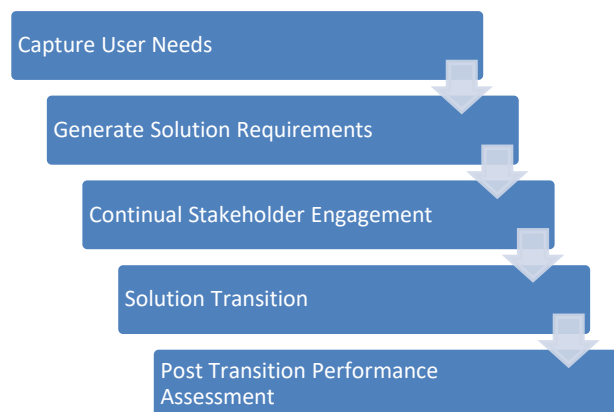 Capture User Needs
Generate Solution Requirements
Continual Stakeholder Engagement
Solution Transition
Post Transition Performance
Assessment